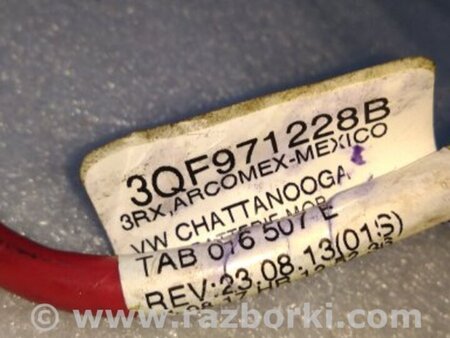 3QF971228B
3RX,ARCOMEX-MEXICO
VW CHATTANOOGA
TAB 076 507 E
REV:23.08.13(01S)
© www.razborki.com